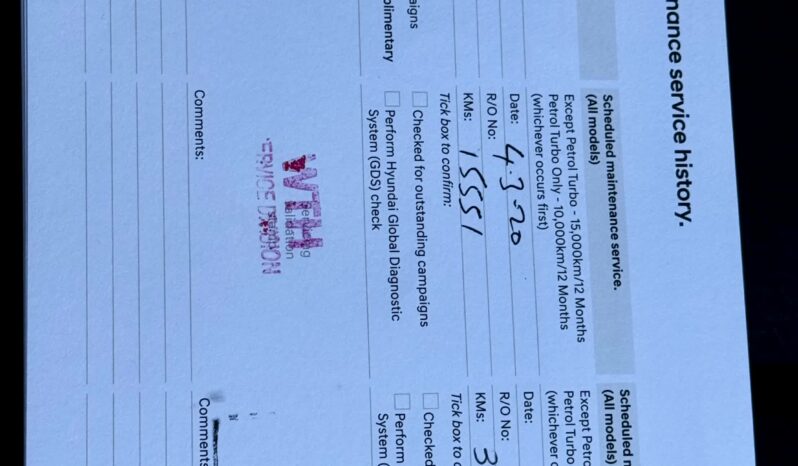 nance service history.
aigns
olimentary
Scheduled maintenance service.
(All models)
Except Petrol Turbo - 15,000km/12 Months
Petrol Turbo Only - 10,000km/12 Months
(whichever occurs first)
Date: 4.3.20
R/O No:
KMs: 15551
Tick box to confirm:
Checked for outstanding campaigns
Perform Hyundai Global Diagnostic
System (GDS) check
Comments:
Scheduled m
(All models)
Except Petro
Petrol Turbo
(whichever o
Date:
R/O No:
KMs: 3
Tick box to c
Checked
Perform
System (
Comments